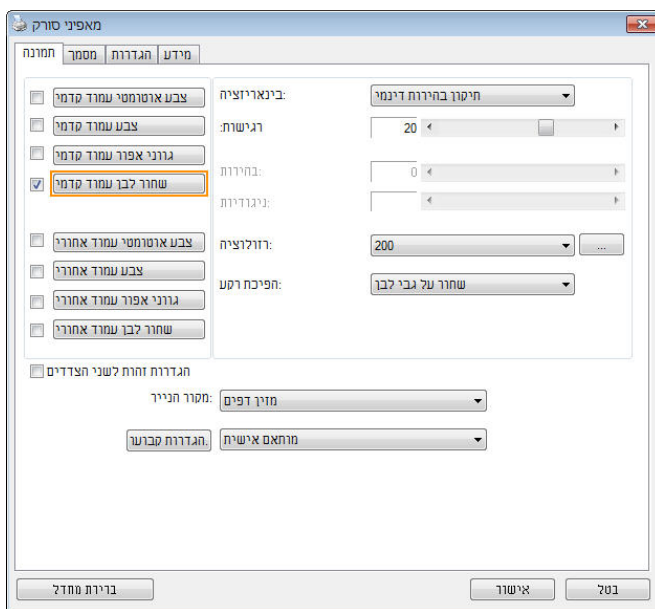 מאפיני סורק
תמונה
מסמך
הגדרות
מידע
צבע אוטומטי עמוד קדמי
צבע עמוד קדמי
גווני אפור עמוד קדמי
שחור לבן עמוד קדמי
צבע אוטומטי עמוד אחורי
צבע עמוד אחורי
גווני אפור עמוד אחורי
שחור לבן עמוד אחורי
בינאריזציה:
תיקון בהירות דינמי
רגישות:
20
בהירות:
0
ניגודיות:
רזולוציה:
200
...
הפיכת רקע:
שחור על גבי לבן
הגדרות זהות לשני הצדדים
מקור הנייר:
מזין דפים
הגדרות קבועו.
מותאם אישית
ברירת מחדל
אישור
בטל